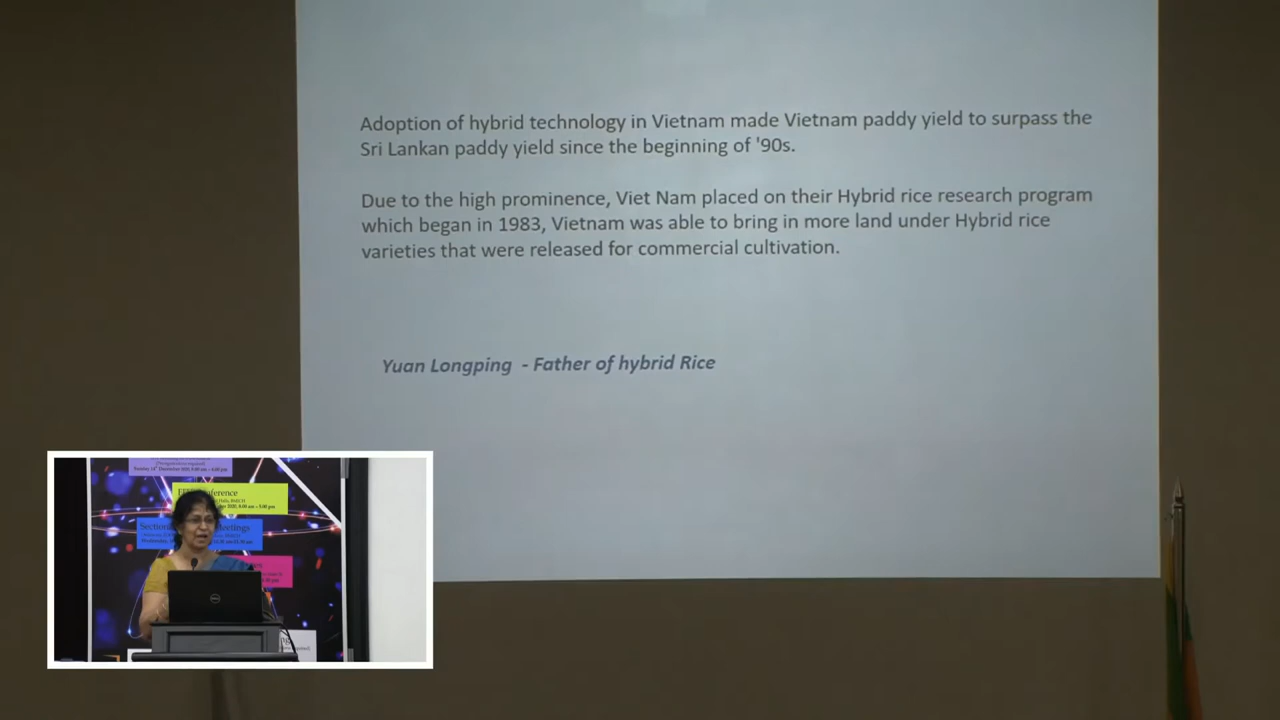 Adoption of hybrid technology in Vietnam made Vietnam paddy yield to surpass the
Sri Lankan paddy yield since the beginning of '90s.
Due to the high prominence, Viet Nam placed on their Hybrid rice research program
which began in 1983, Vietnam was able to bring in more land under Hybrid rice
varieties that were released for commercial cultivation.
Yuan Longping - Father of hybrid Rice
DELL